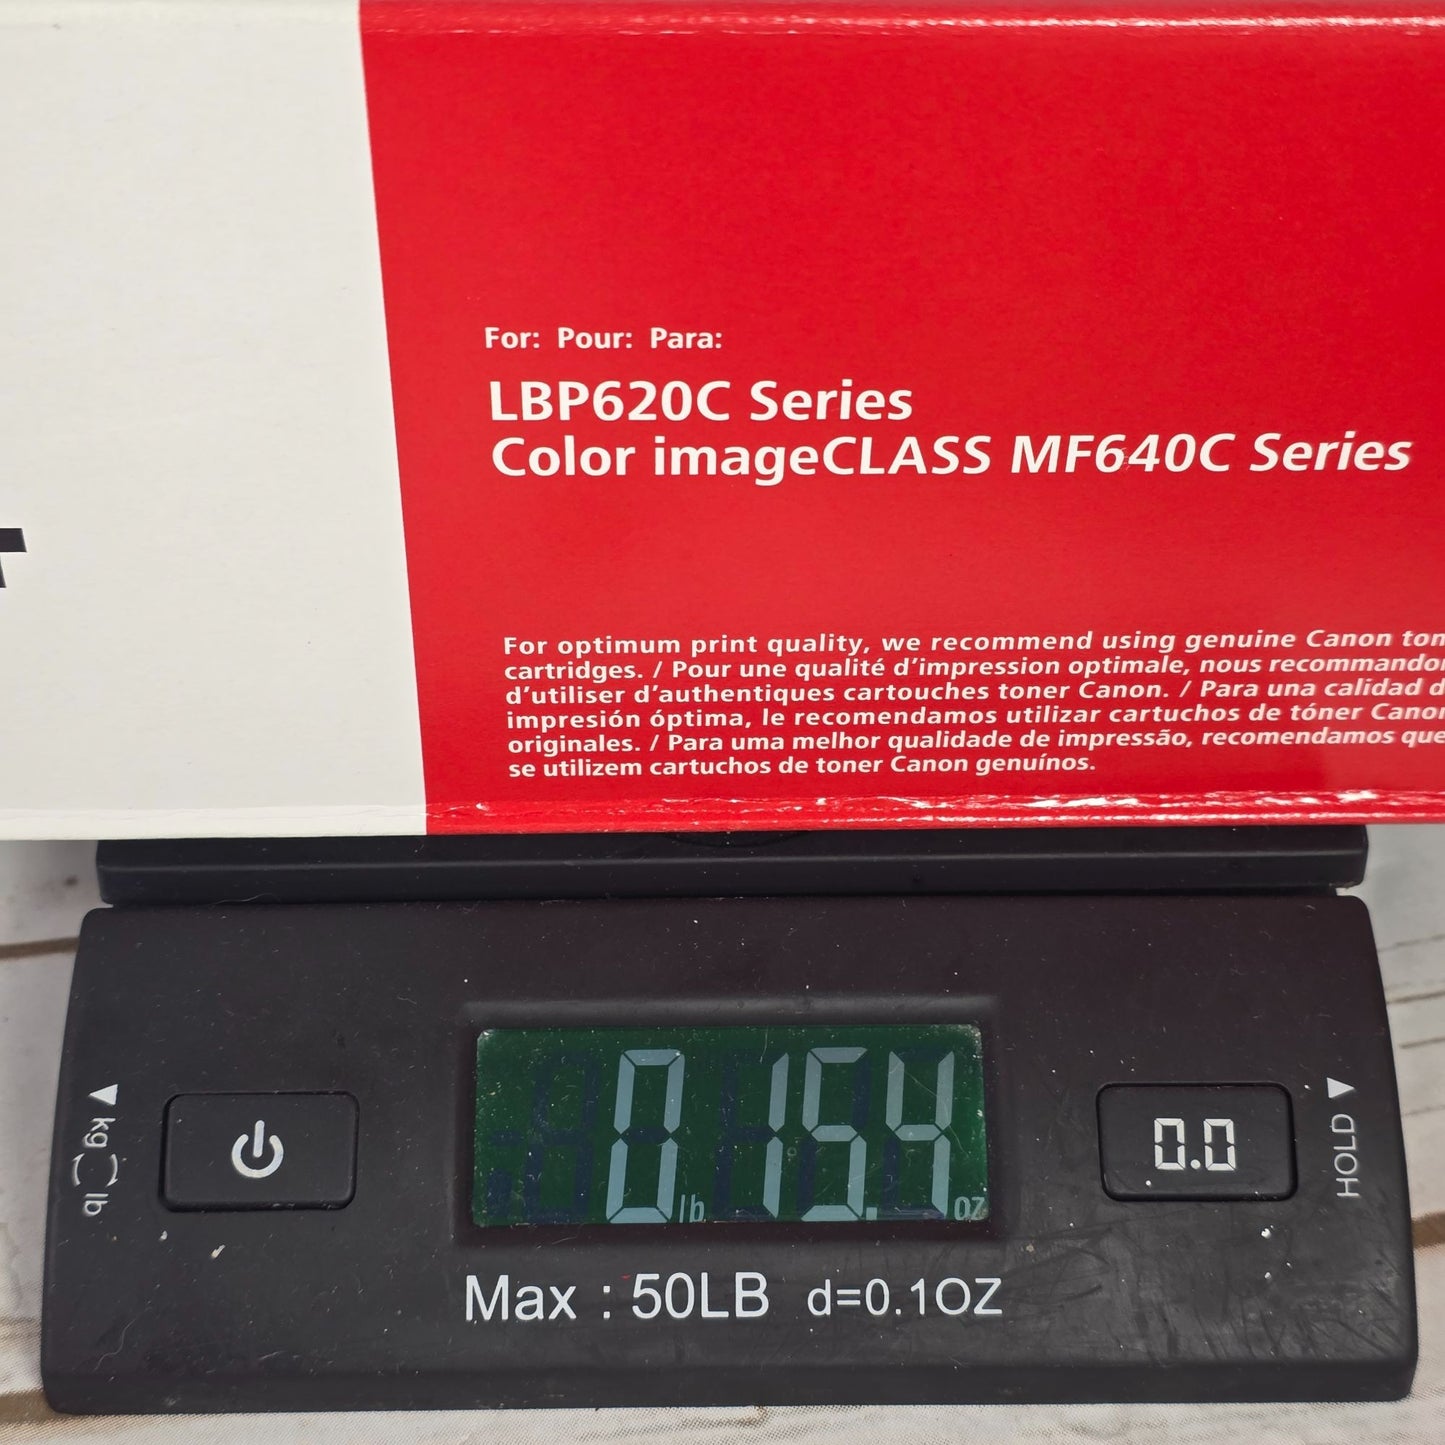 For: Pour: Para:
LBP620C Series
Color imageCLASS MF640C Series
For optimum print quality, we recommend using genuine Canon
cartridges. / Pour une qualité d'impression optimale, nous
d'utiliser d'authentiques cartouches toner Canon. / Para una calidad
impresión óptima, le recomendamos utilizar cartuchos de tóner
originales. / Para uma melhor qualidade de impressão, recomendamos que
se utilizem cartuchos de toner Canon genuínos.
kg lb
0 lb 15.4 oz
0.0
HOLD
Max : 50LB d=0.1OZ